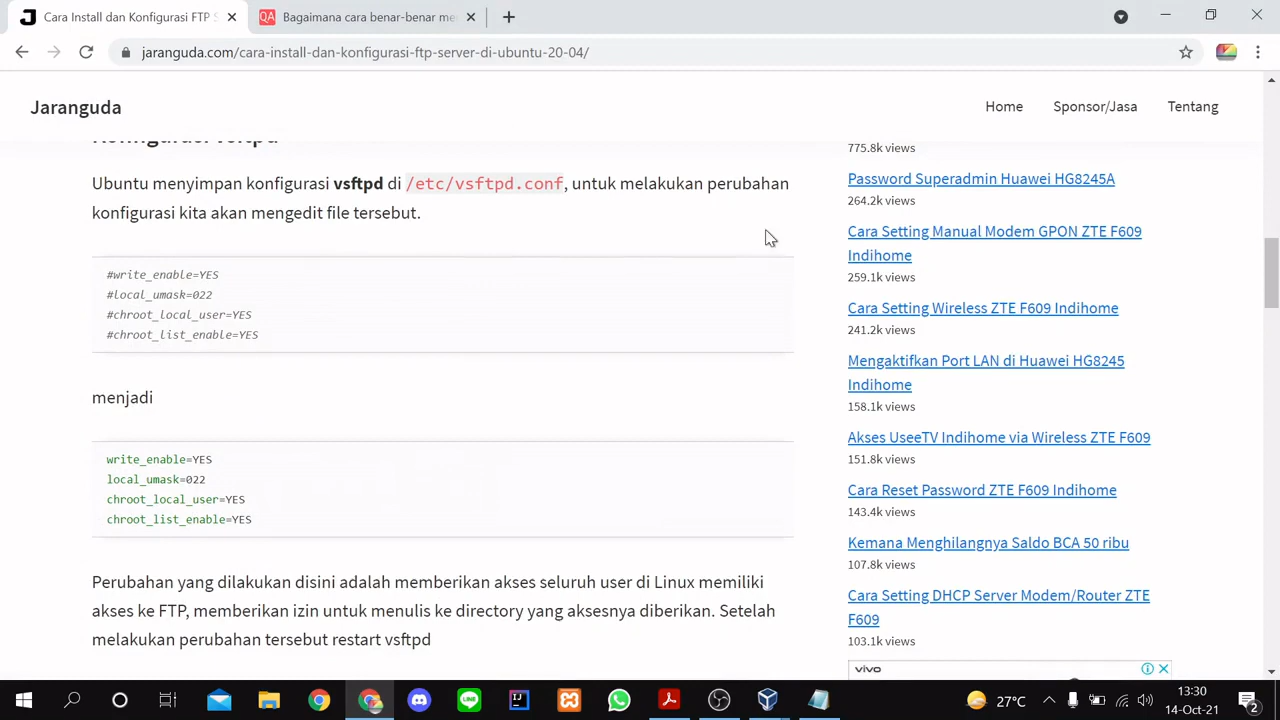 Cara Install dan Konfigurasi FTP S
QA Bagaimana cara benar-benar me
jaranguda.com/cara-install-dan-konfigurasi-ftp-server-di-ubuntu-20-04/
Jaranguda
Home Sponsor/Jasa Tentang
Konfigurasi vsftpd
Ubuntu menyimpan konfigurasi vsftpd di /etc/vsftpd.conf, untuk melakukan perubahan
konfigurasi kita akan mengedit file tersebut.
#write_enable=YES
#local_umask=022
#chroot_local_user=YES
#chroot_list_enable=YES
menjadi
write_enable=YES
local_umask=022
chroot_local_user=YES
chroot_list_enable=YES
Perubahan yang dilakukan disini adalah memberikan akses seluruh user di Linux memiliki
akses ke FTP, memberikan izin untuk menulis ke directory yang aksesnya diberikan. Setelah
melakukan perubahan tersebut restart vsftpd
775.8k views
Password Superadmin Huawei HG8245A
264.2k views
Cara Setting Manual Modem GPON ZTE F609
Indihome
259.1k views
Cara Setting Wireless ZTE F609 Indihome
241.2k views
Mengaktifkan Port LAN di Huawei HG8245
Indihome
158.1k views
Akses UseeTV Indihome via Wireless ZTE F609
151.8k views
Cara Reset Password ZTE F609 Indihome
143.4k views
Kemana Menghilangnya Saldo BCA 50 ribu
107.8k views
Cara Setting DHCP Server Modem/Router ZTE
F609
103.1k views
vivo
27°C
13:30
14-Oct-21
2